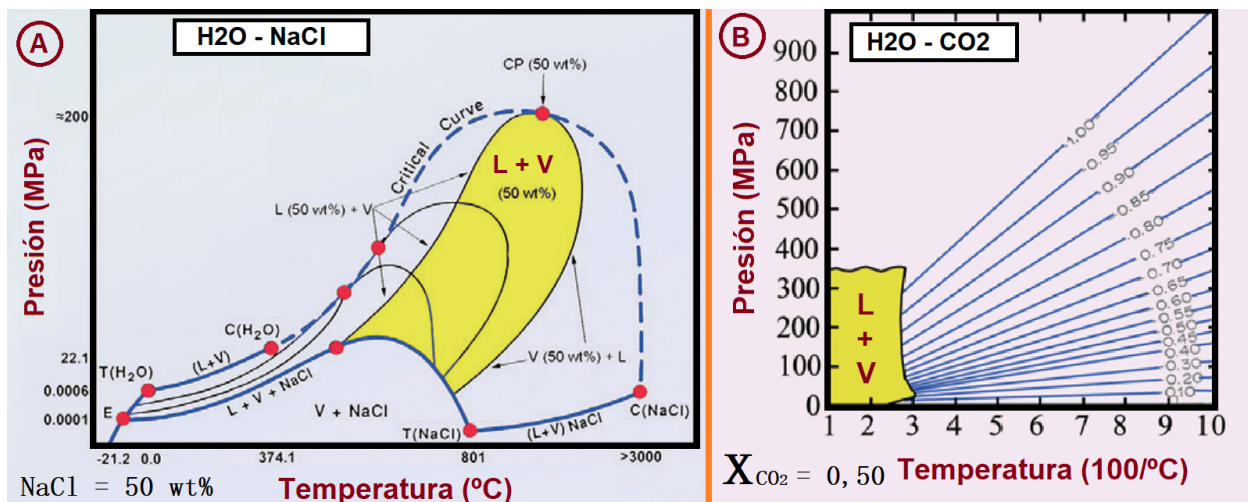 A
H2O - NaCl
CP (50 wt%)
≈200
Critical
Curve
L + V
(50 wt%)
L (50 wt%) + V
Presión (MPa)
C(H₂O)
22.1
T(H₂O)
(L+V)
V (50 wt%) + L
0.0006
E
0.0001
L + V + NaCl
V + NaCl
T(NaCl)
(L+V) NaCl
C(NaCl)
-21.2 0.0 374.1 801 >3000
NaCl = 50 wt%
Temperatura (ºC)
B
H2O - CO2
Presión (MPa)
900
800
700
600
500
400
300
200
100
0
L
+
V
1.00
0.95
0.90
0.85
0.80
0.75
0.70
0.65
0.60
0.55
0.50
0.45
0.40
0.30
0.20
0.10
1 2 3 4 5 6 7 8 9 10
XCO₂ = 0,50
Temperatura (100/ºC)